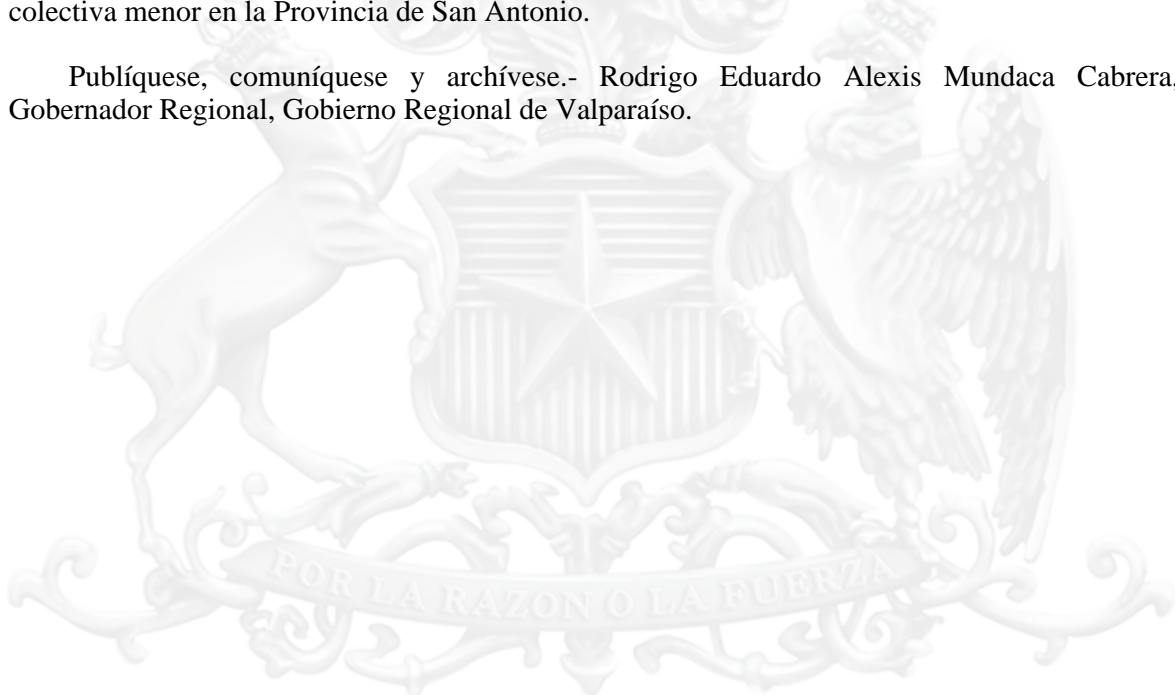 colectiva menor en la Provincia de San Antonio.
Publíquese, comuníquese y archívese.- Rodrigo Eduardo Alexis Mundaca Cabrera,
Gobernador Regional, Gobierno Regional de Valparaíso.
POR LA RAZON O LA FUERZA